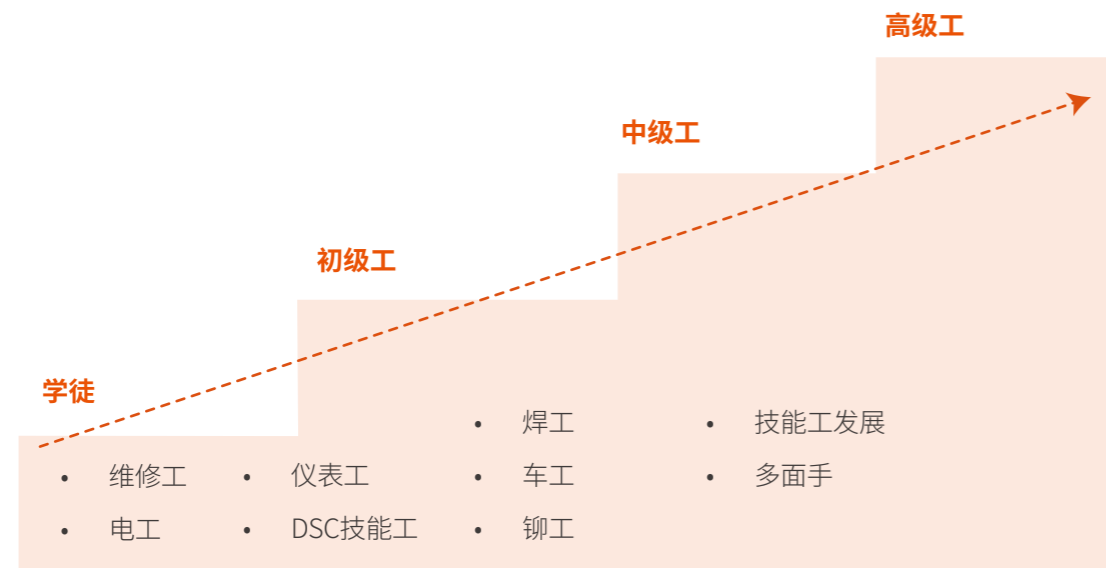 高级工
中级工
初级工
学徒
• 维修工
• 电工
• 仪表工
• DSC技能工
• 焊工
• 车工
• 铆工
• 技能工发展
• 多面手